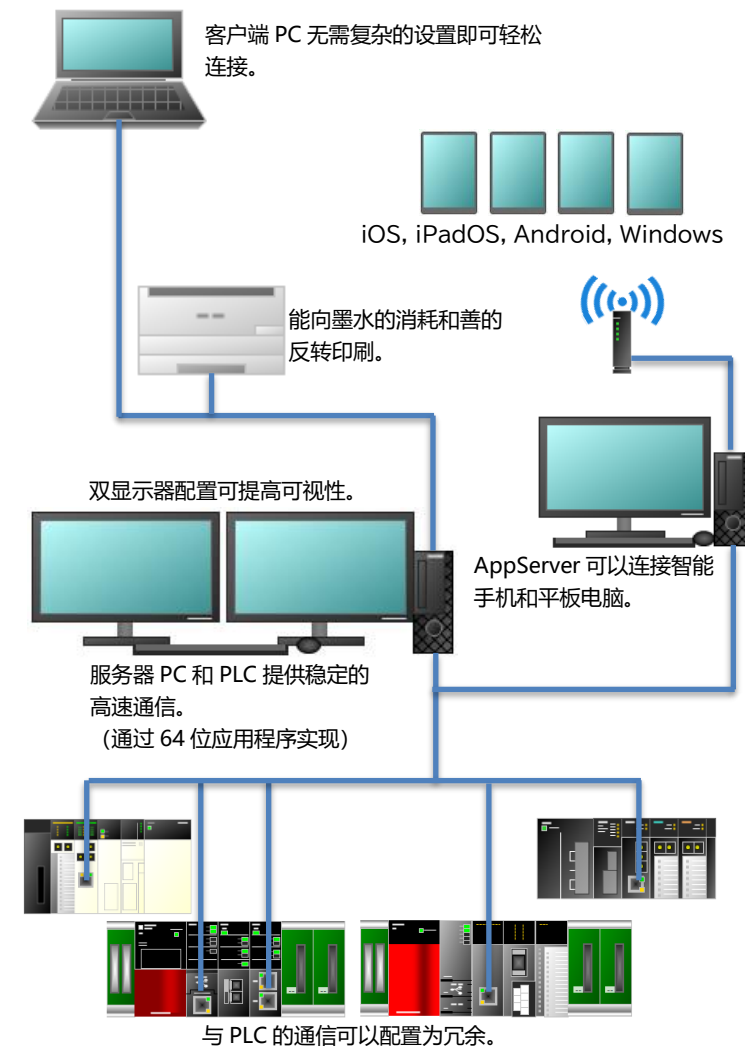 客户端 PC 无需复杂的设置即可轻松
连接。
iOS, iPadOS, Android, Windows
能向墨水的消耗和善的
反转印刷。
双显示器配置可提高可视性。
AppServer 可以连接智能
手机和平板电脑。
服务器 PC 和 PLC 提供稳定的
高速通信。
（通过 64 位应用程序实现）
与 PLC 的通信可以配置为冗余。